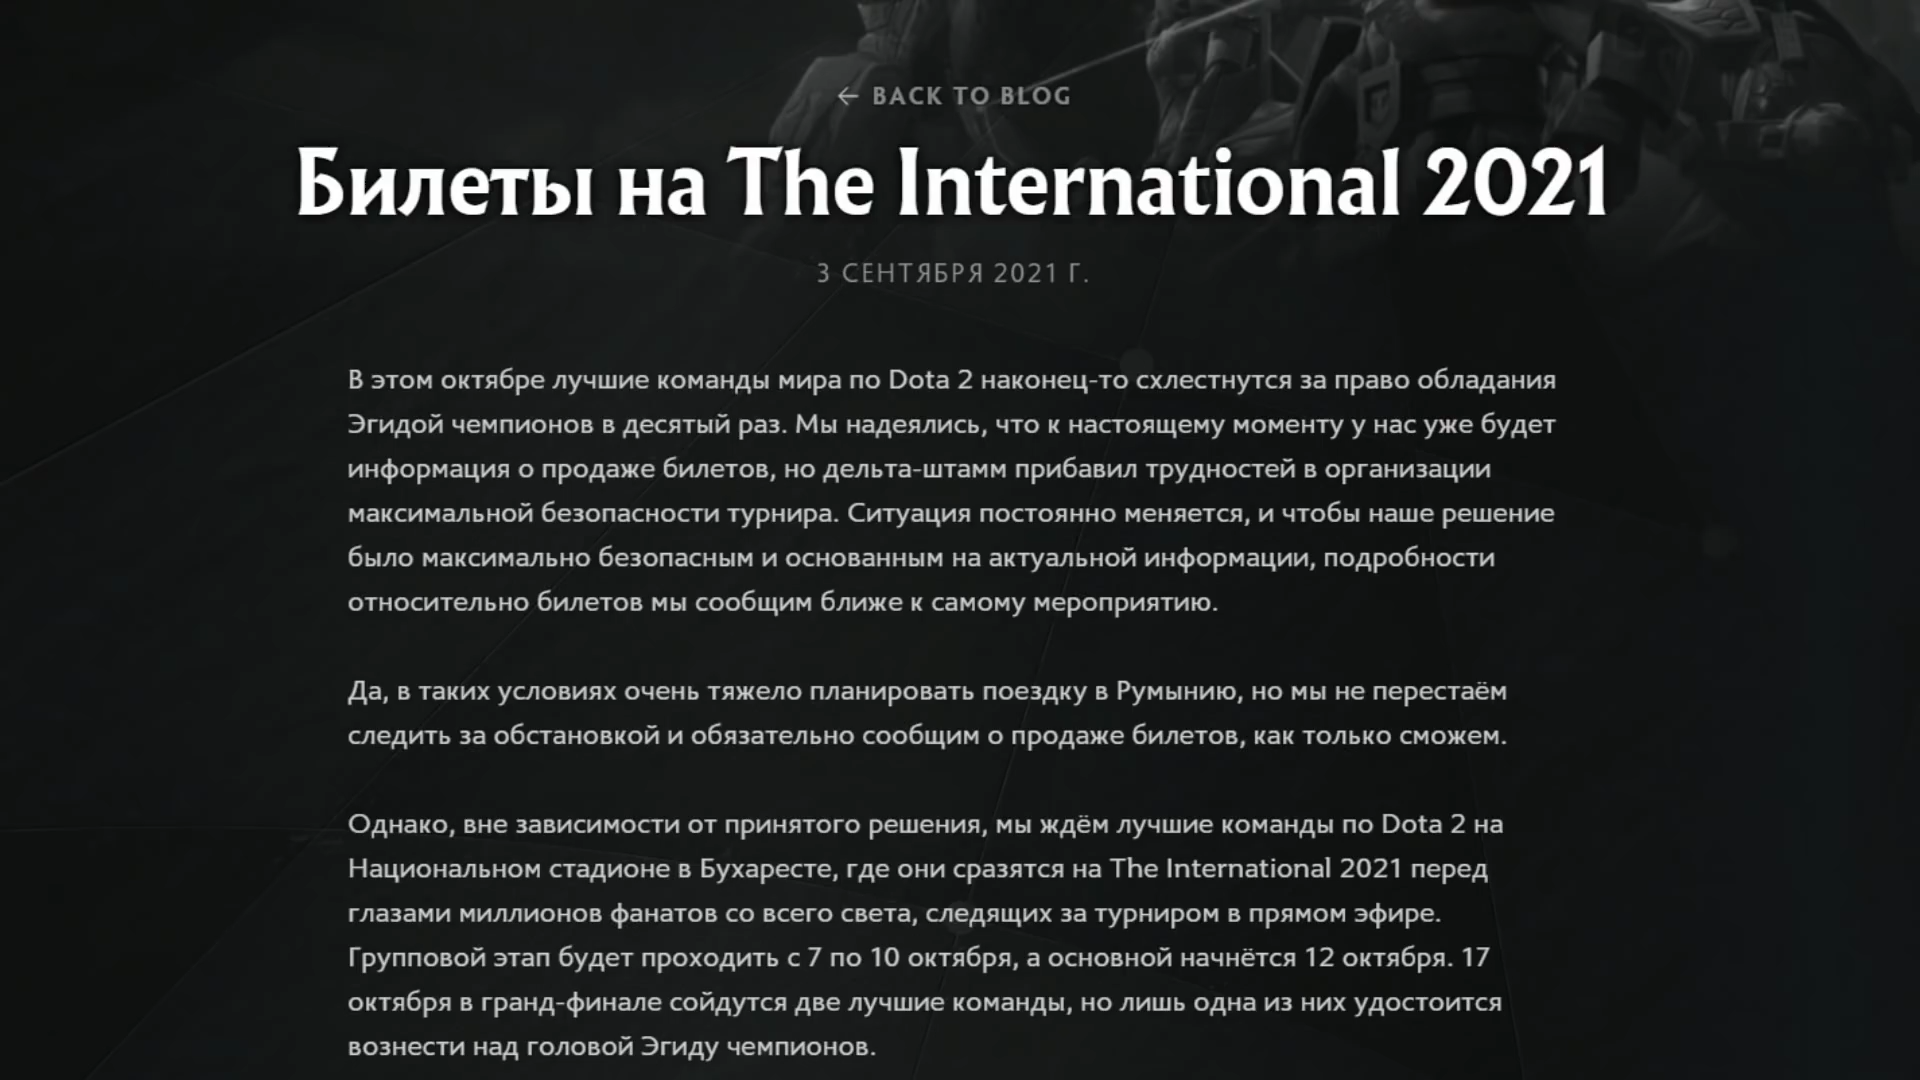 ← BACK TO BLOG
Билеты на The International 2021
3 СЕНТЯБРЯ 2021 Г.
В этом октябре лучшие команды мира по Dota 2 наконец-то схлестнутся за право обладания
Эгидой чемпионов в десятый раз. Мы надеялись, что к настоящему моменту у нас уже будет
информация о продаже билетов, но дельта-штамм прибавил трудностей в организации
максимальной безопасности турнира. Ситуация постоянно меняется, и чтобы наше решение
было максимально безопасным и основанным на актуальной информации, подробности
относительно билетов мы сообщим ближе к самому мероприятию.
Да, в таких условиях очень тяжело планировать поездку в Румынию, но мы не перестаём
следить за обстановкой и обязательно сообщим о продаже билетов, как только сможем.
Однако, вне зависимости от принятого решения, мы ждём лучшие команды по Dota 2 на
Национальном стадионе в Бухаресте, где они сразятся на The International 2021 перед
глазами миллионов фанатов со всего света, следящих за турниром в прямом эфире.
Групповой этап будет проходить с 7 по 10 октября, а основной начнётся 12 октября. 17
октября в гранд-финале сойдутся две лучшие команды, но лишь одна из них удостоится
вознести над головой Эгиду чемпионов.